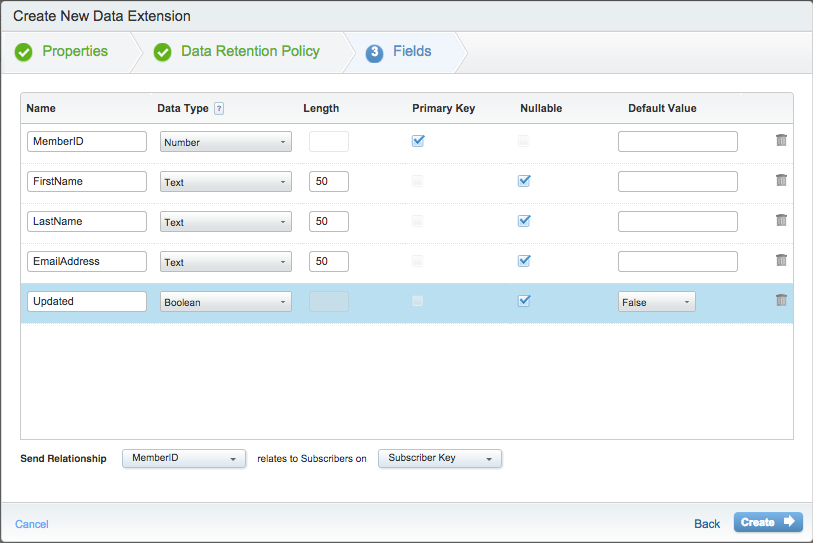 Create New Data Extension
Properties
Data Retention Policy
3 Fields
Name Data Type ? Length Primary Key Nullable Default Value
MemberID Number
FirstName Text 50
LastName Text 50
EmailAddress Text 50
Updated Boolean False
Send Relationship MemberID relates to Subscribers on Subscriber Key
Cancel Back Create